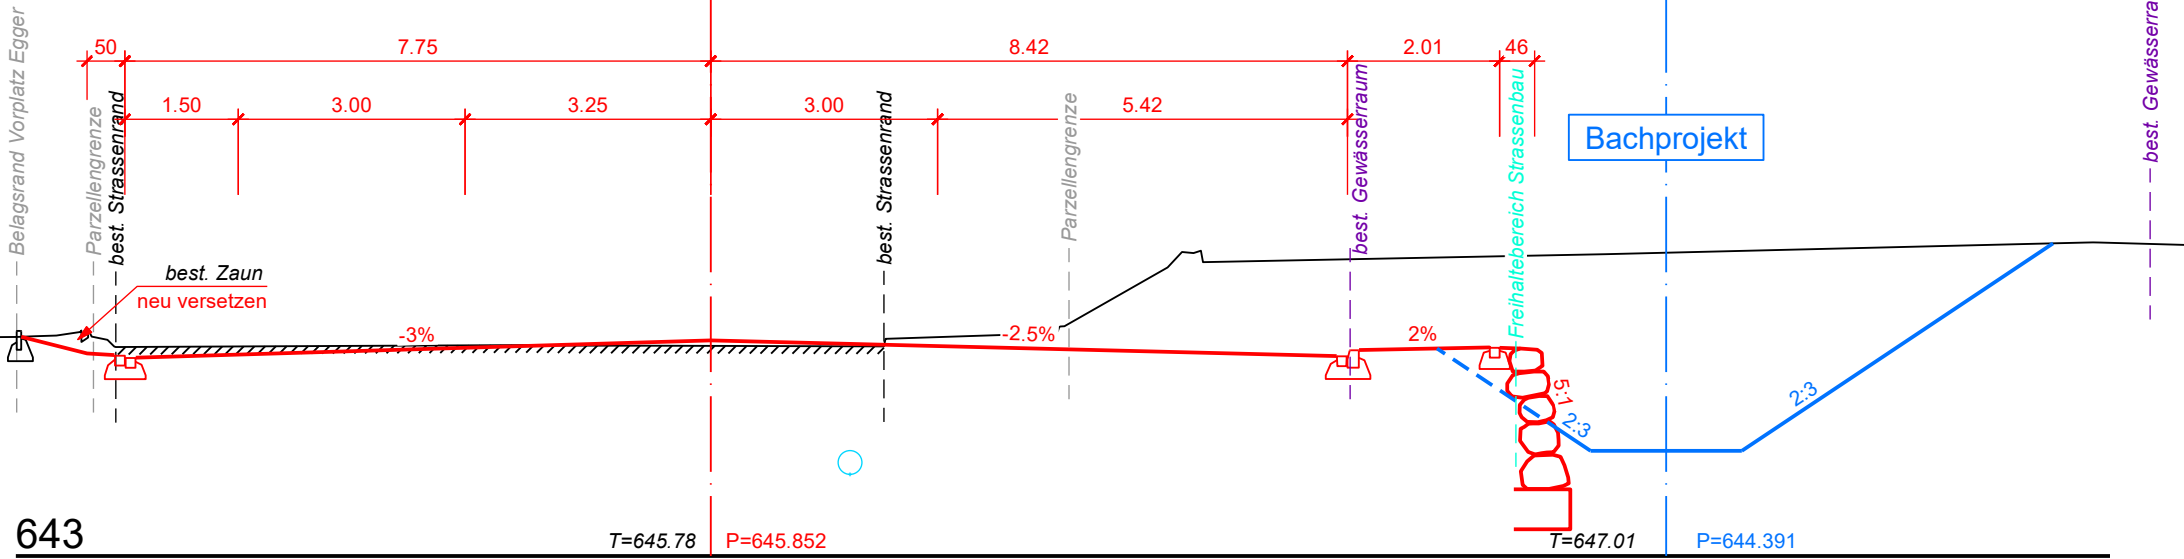 50
7.75
8.42
2.01
46
1.50
3.00
3.25
3.00
5.42
Belagsrand Vorplatz Egger
Parzellengrenze
best. Strassenrand
best. Strassenrand
Parzellengrenze
best. Gewässerraum
Freihaltebereich Strassenbau
Bachprojekt
best. Gewässerra
best. Zaun
neu versetzen
-3%
-2.5%
2%
5:1
2:3
2:3
643
T=645.78
P=645.852
T=647.01
P=644.391